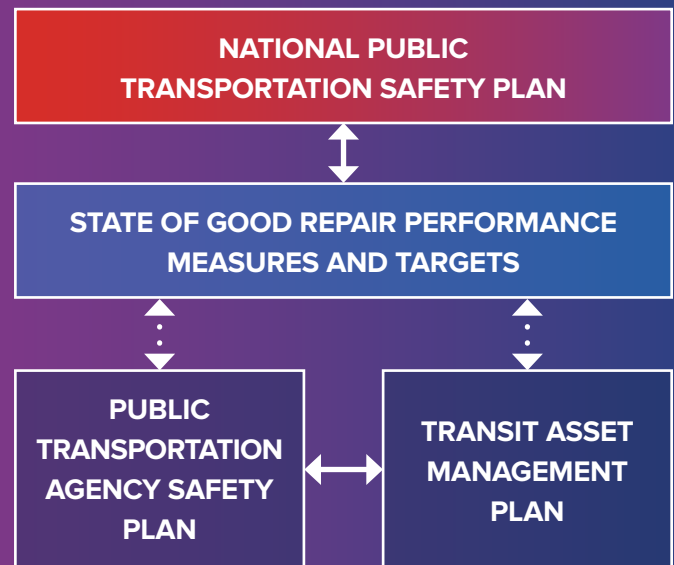 NATIONAL PUBLIC
TRANSPORTATION SAFETY PLAN
STATE OF GOOD REPAIR PERFORMANCE
MEASURES AND TARGETS
PUBLIC
TRANSPORTATION
AGENCY SAFETY
PLAN
TRANSIT ASSET
MANAGEMENT
PLAN